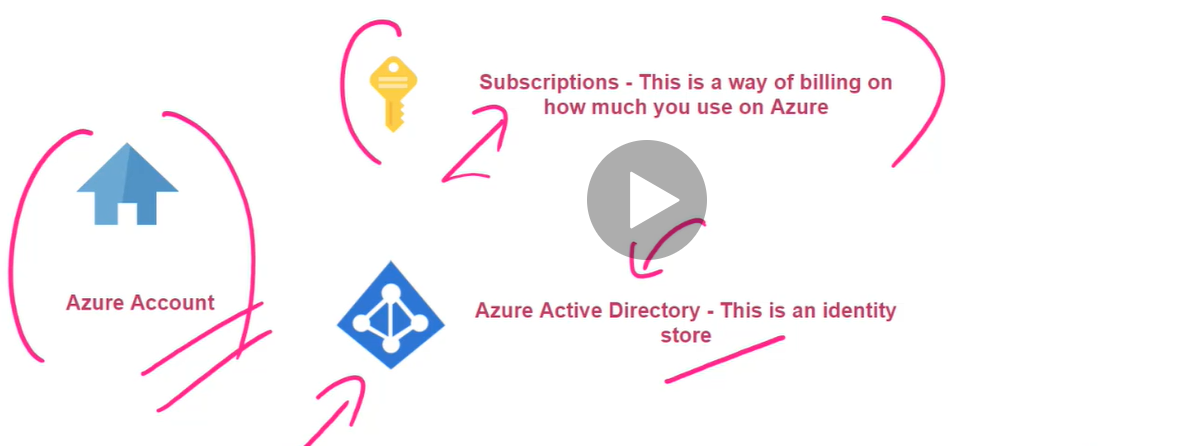 Subscriptions - This is a way of billing on
how much you use on Azure
Azure Account
Azure Active Directory - This is an identity
store